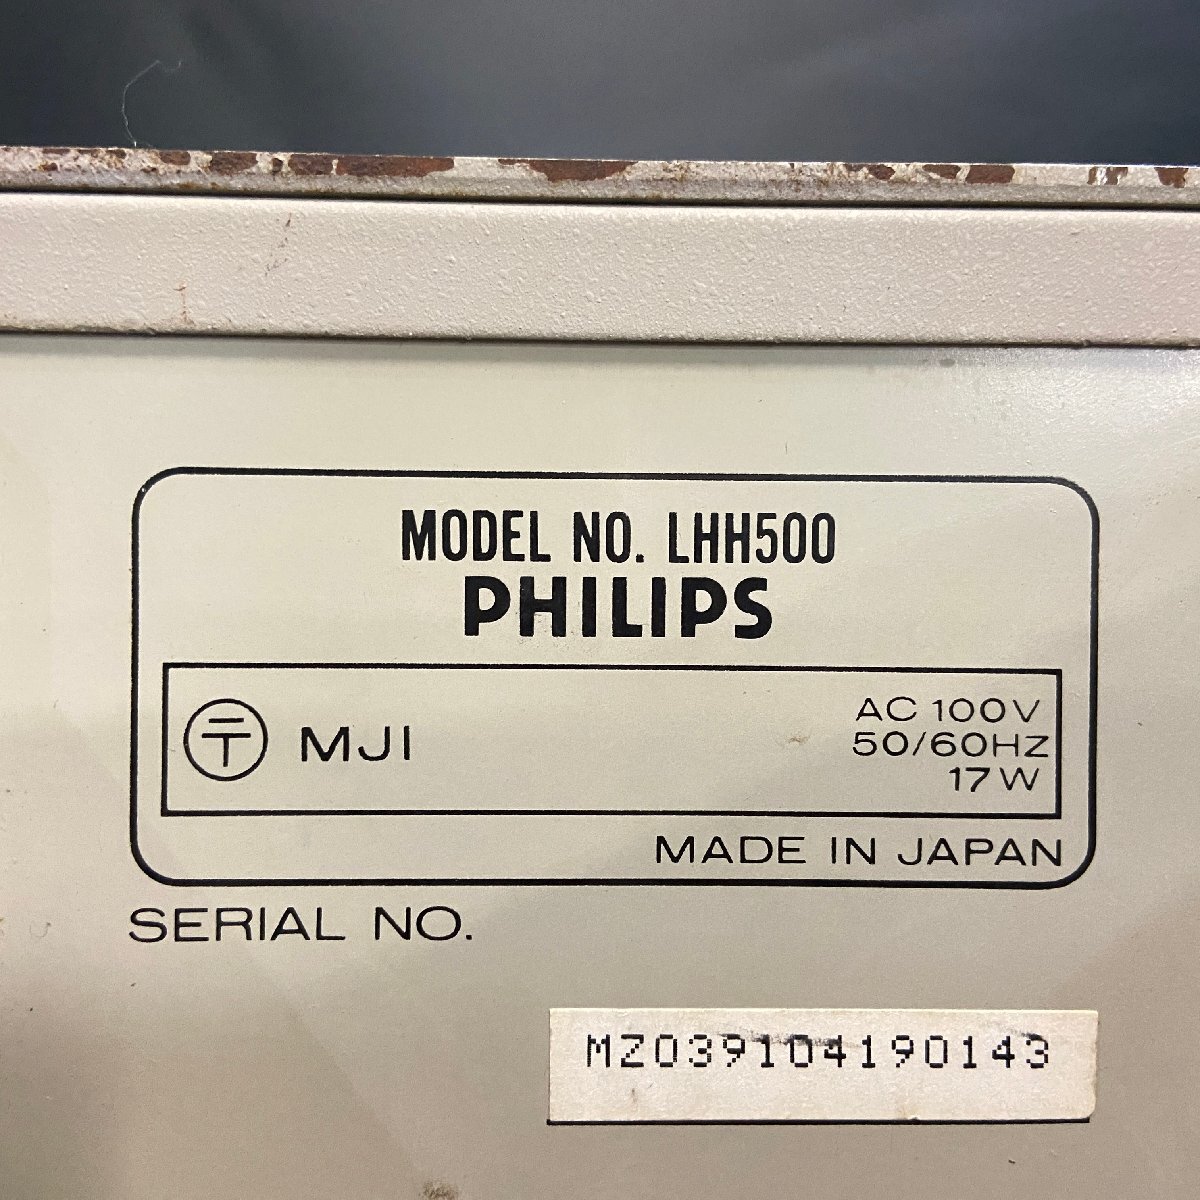 MODEL NO. LHH500
PHILIPS
〶 MJI
AC 100V
50/60HZ
17W
MADE IN JAPAN
SERIAL NO.
MZ039104190143